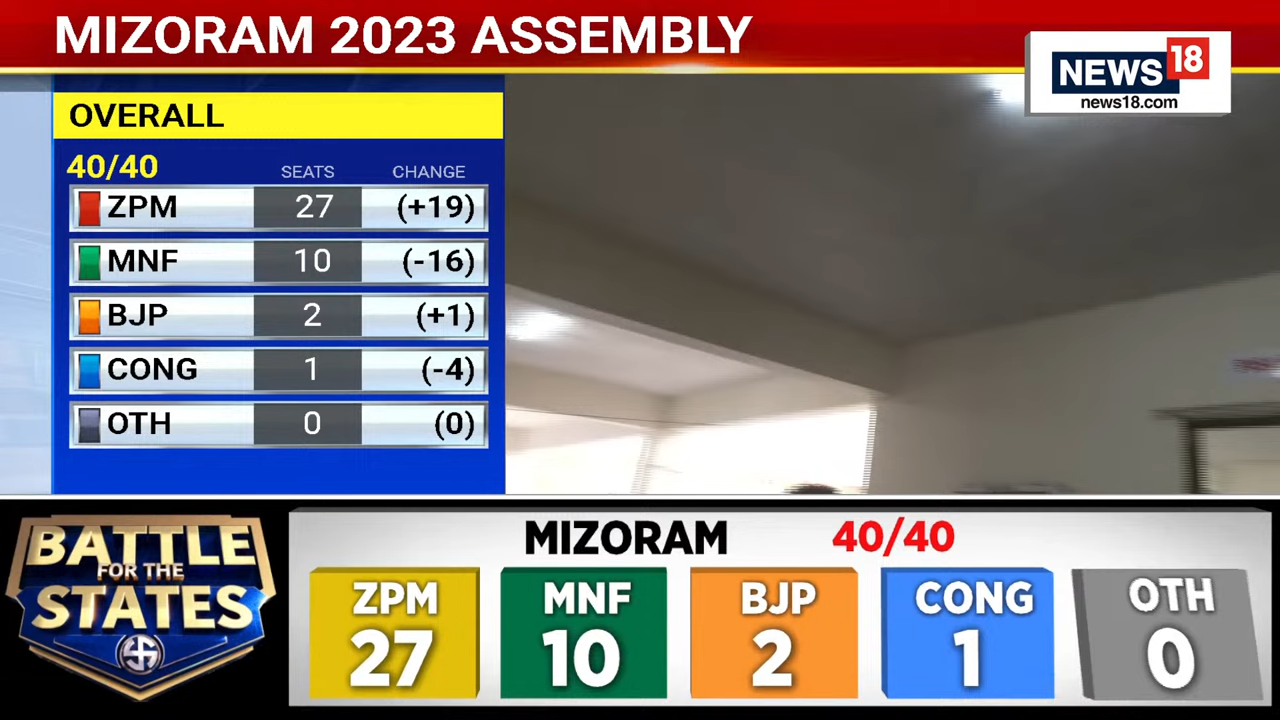 MIZORAM 2023 ASSEMBLY
NEWS 18
news18.com
OVERALL
40/40 SEATS CHANGE
ZPM 27 (+19)
MNF 10 (-16)
BJP 2 (+1)
CONG 1 (-4)
OTH 0 (0)
BATTLE
FOR THE
STATES
MIZORAM 40/40
ZPM MNF BJP CONG OTH
27 10 2 1 0